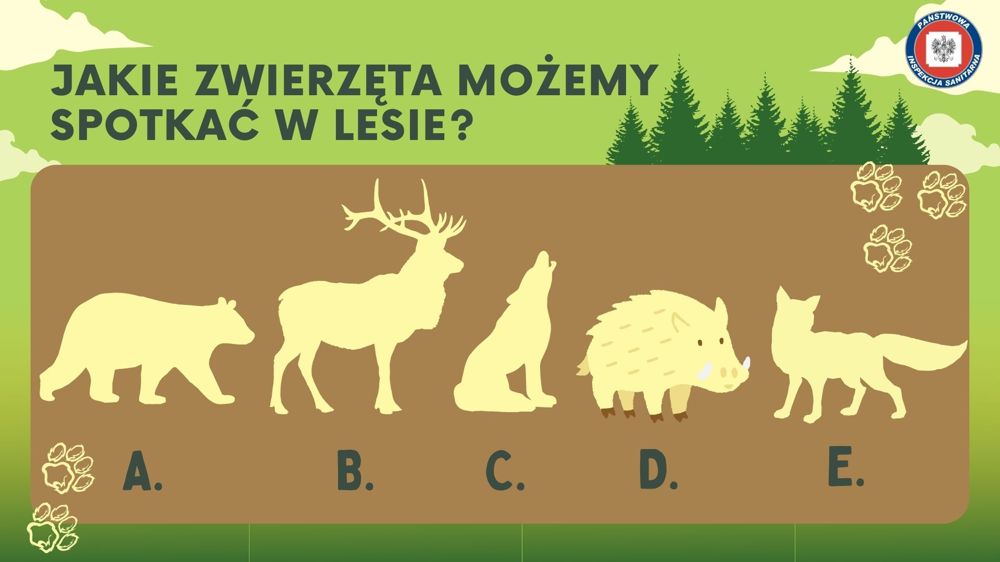 PAŃSTWOWA
INSPEKCJA SANITARNA
JAKIE ZWIERZĘTA MOŻEMY
SPOTKAĆ W LESIE?
A. B. C. D. E.